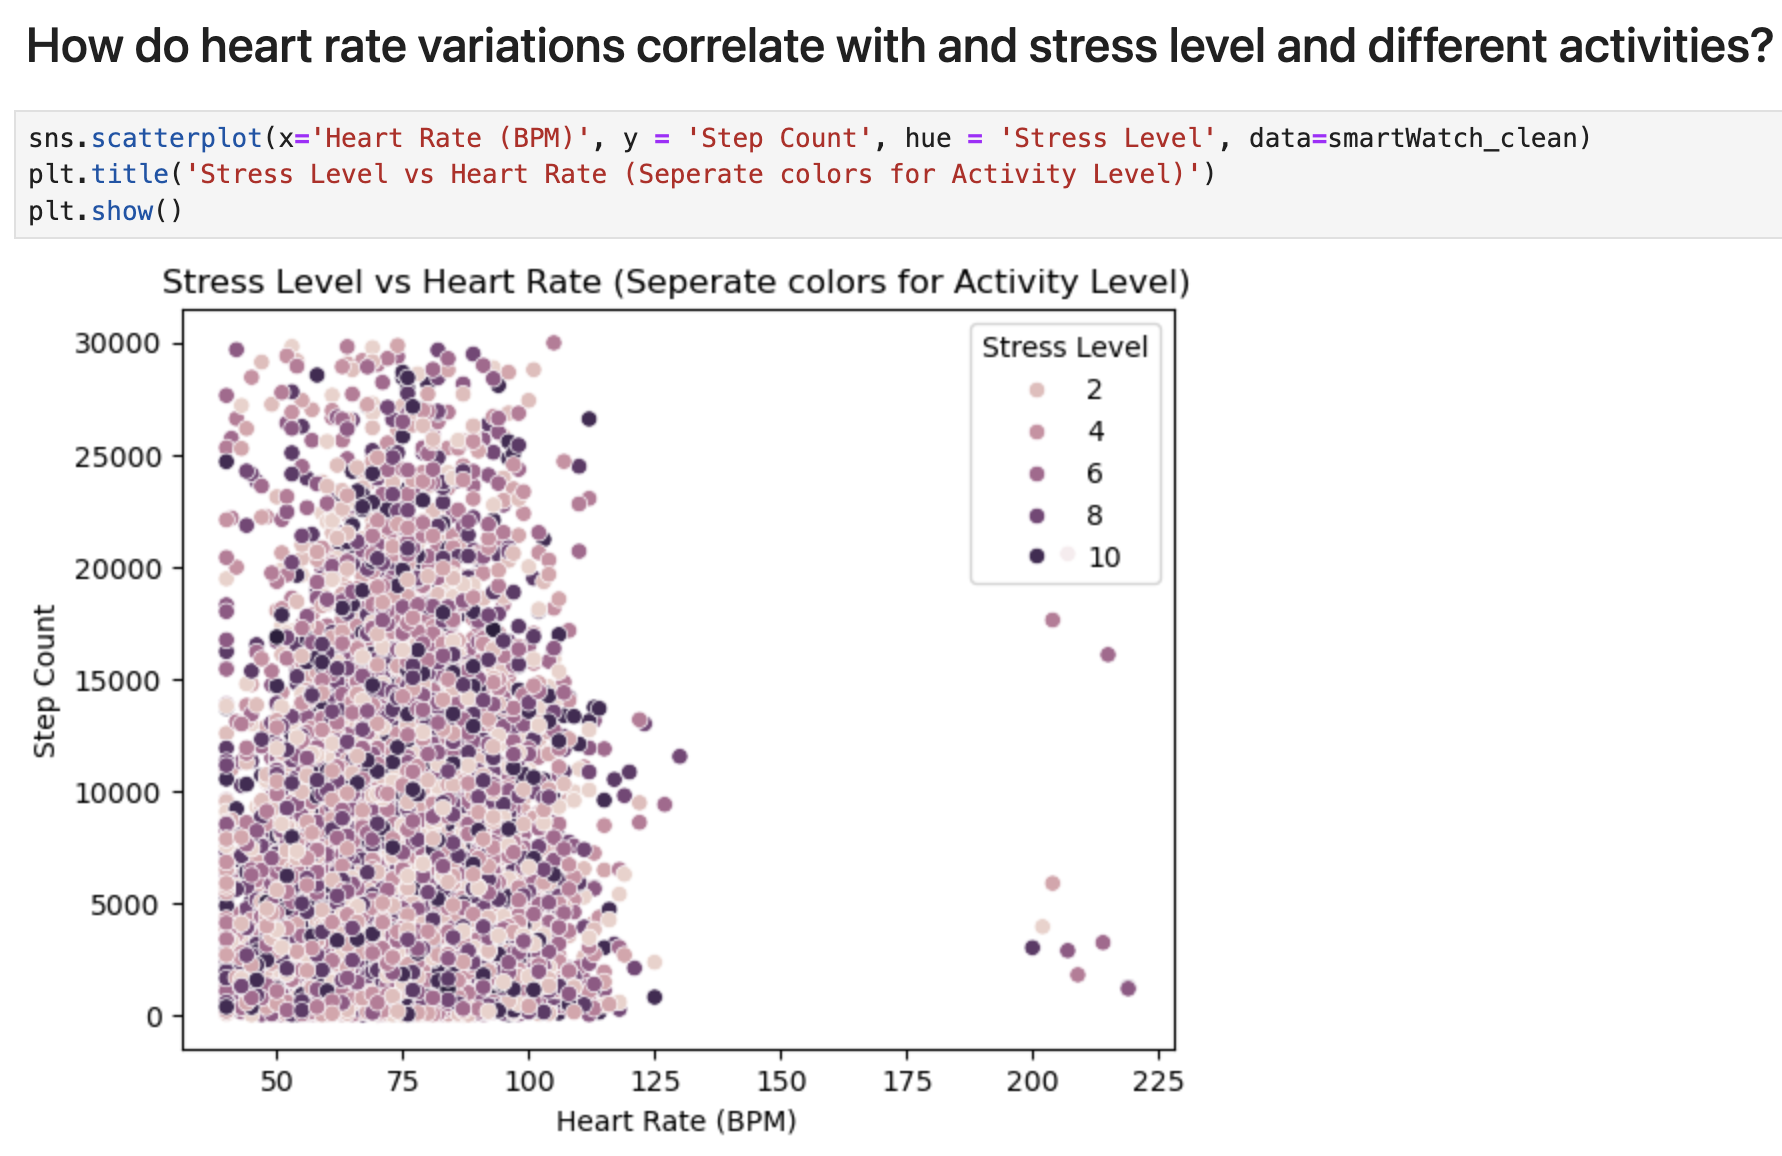 How do heart rate variations correlate with and stress level and different activities?
sns.scatterplot(x='Heart Rate (BPM)', y = 'Step Count', hue = 'Stress Level', data=smartWatch_clean)
plt.title('Stress Level vs Heart Rate (Seperate colors for Activity Level)')
plt.show()
Stress Level vs Heart Rate (Seperate colors for Activity Level)
Stress Level
2
4
6
8
10
30000
25000
20000
15000
10000
5000
0
Step Count
50 75 100 125 150 175 200 225
Heart Rate (BPM)